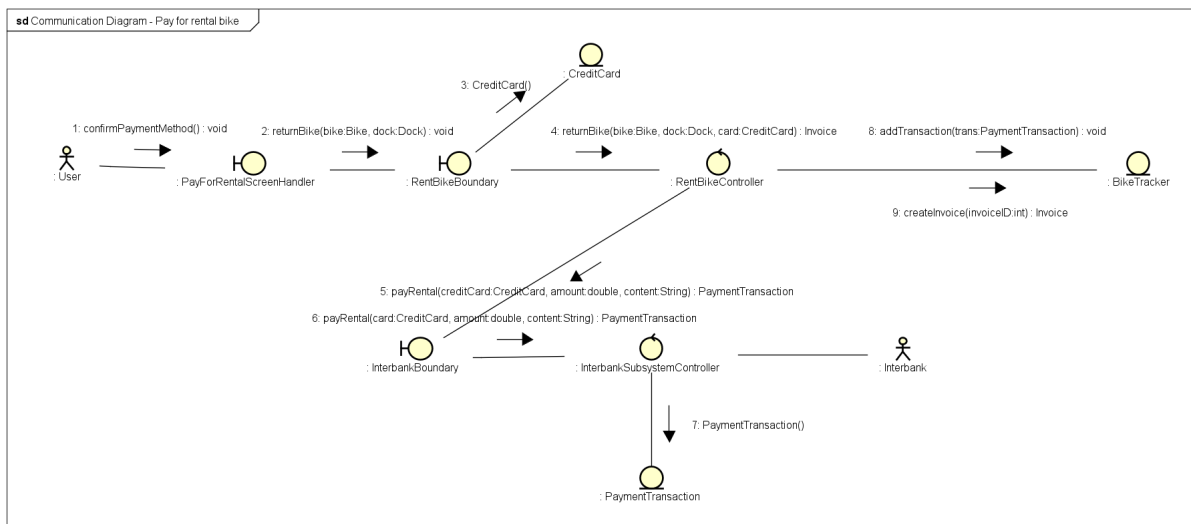 sd Communication Diagram - Pay for rental bike
: CreditCard
3: CreditCard()
1: confirmPaymentMethod() : void
2: returnBike(bike:Bike, dock:Dock) : void
4: returnBike(bike:Bike, dock:Dock, card:CreditCard) : Invoice
8: addTransaction(trans:PaymentTransaction) : void
: User
: PayForRentalScreenHandler
: RentBikeBoundary
: RentBikeController
: BikeTracker
9: createInvoice(invoiceID:int) : Invoice
5: payRental(creditCard:CreditCard, amount:double, content:String) : PaymentTransaction
6: payRental(card:CreditCard, amount:double, content:String) : PaymentTransaction
: InterbankBoundary
: InterbankSubsystemController
: Interbank
7: PaymentTransaction()
: PaymentTransaction